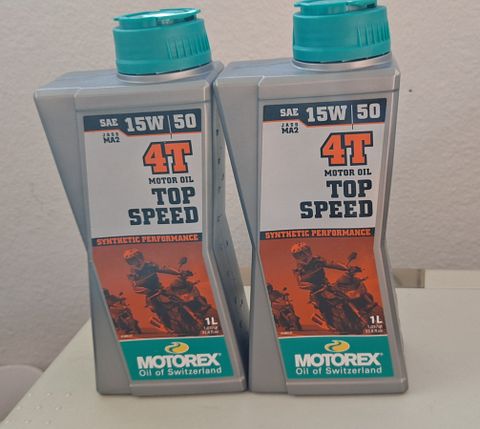 SAE 15W 50
JASO
MA2
4T
MOTOR OIL
TOP
SPEED
SYNTHETIC PERFORMANCE
1L
MOTOREX
Oil of Switzerland
SAE 15W 50
JASO
MA2
4T
MOTOR OIL
TOP
SPEED
SYNTHETIC PERFORMANCE
1L
MOTOREX
Oil of Switzerland